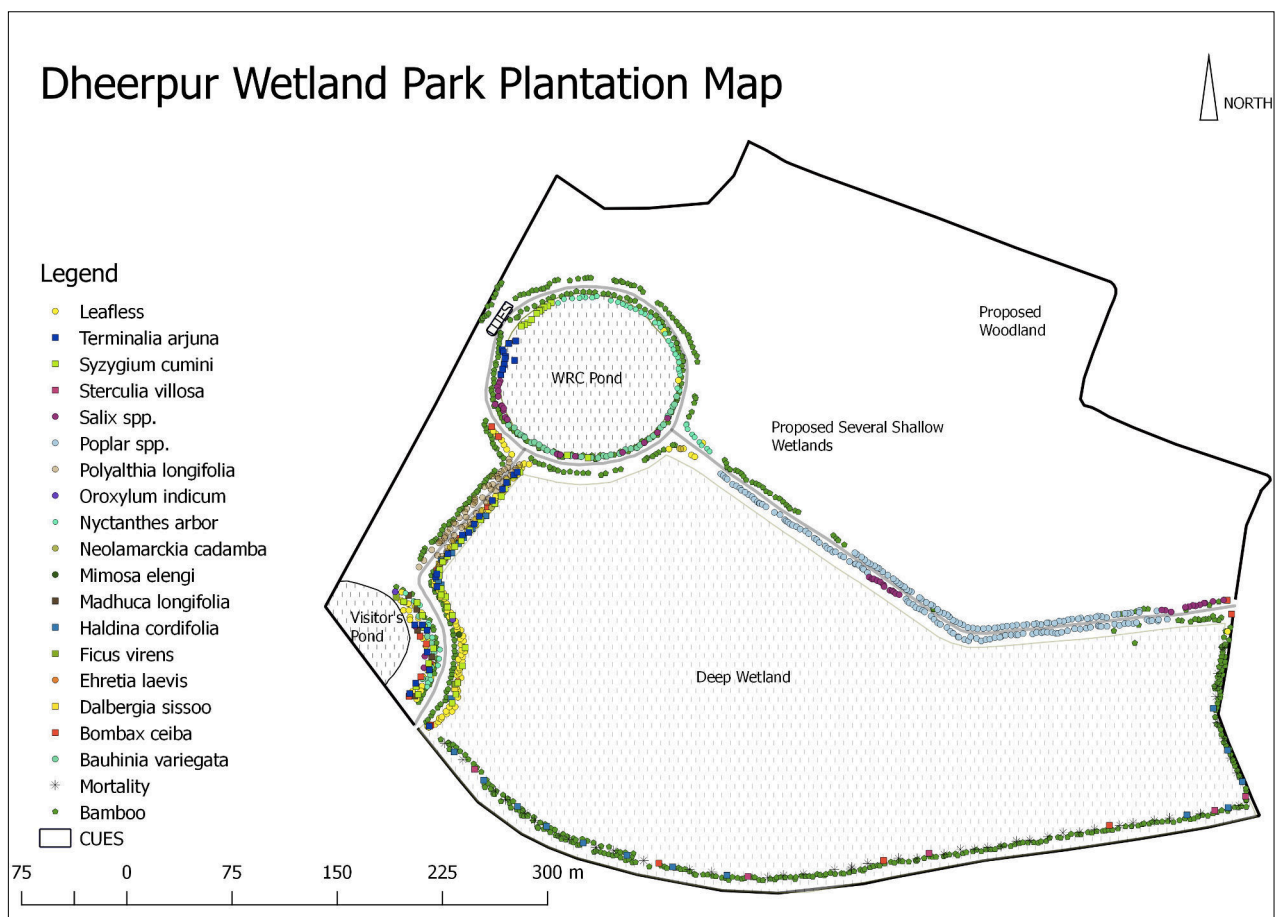 Dheerpur Wetland Park Plantation Map
NORTH
Legend
Leafless
Terminalia arjuna
Syzygium cumini
Sterculia villosa
Salix spp.
Poplar spp.
Polyalthia longifolia
Oroxylum indicum
Nyctanthes arbor
Neolamarckia cadamba
Mimosa elengi
Madhuca longifolia
Haldina cordifolia
Ficus virens
Ehretia laevis
Dalbergia sissoo
Bombax ceiba
Bauhinia variegata
Mortality
Bamboo
CUES
75 0 75 150 225 300 m
CUES
WRC Pond
Proposed
Woodland
Proposed Several Shallow
Wetlands
Visitor's
Pond
Deep Wetland